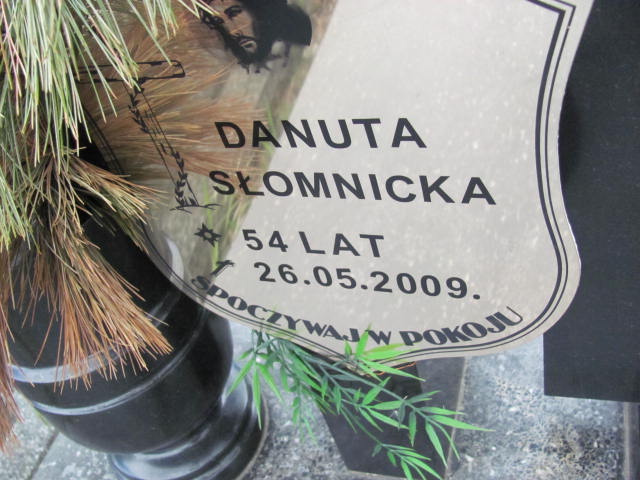 DANUTA
SŁOMNICKA
54 LAT
26.05.2009.
SPOCZYWAJ W POKOJU